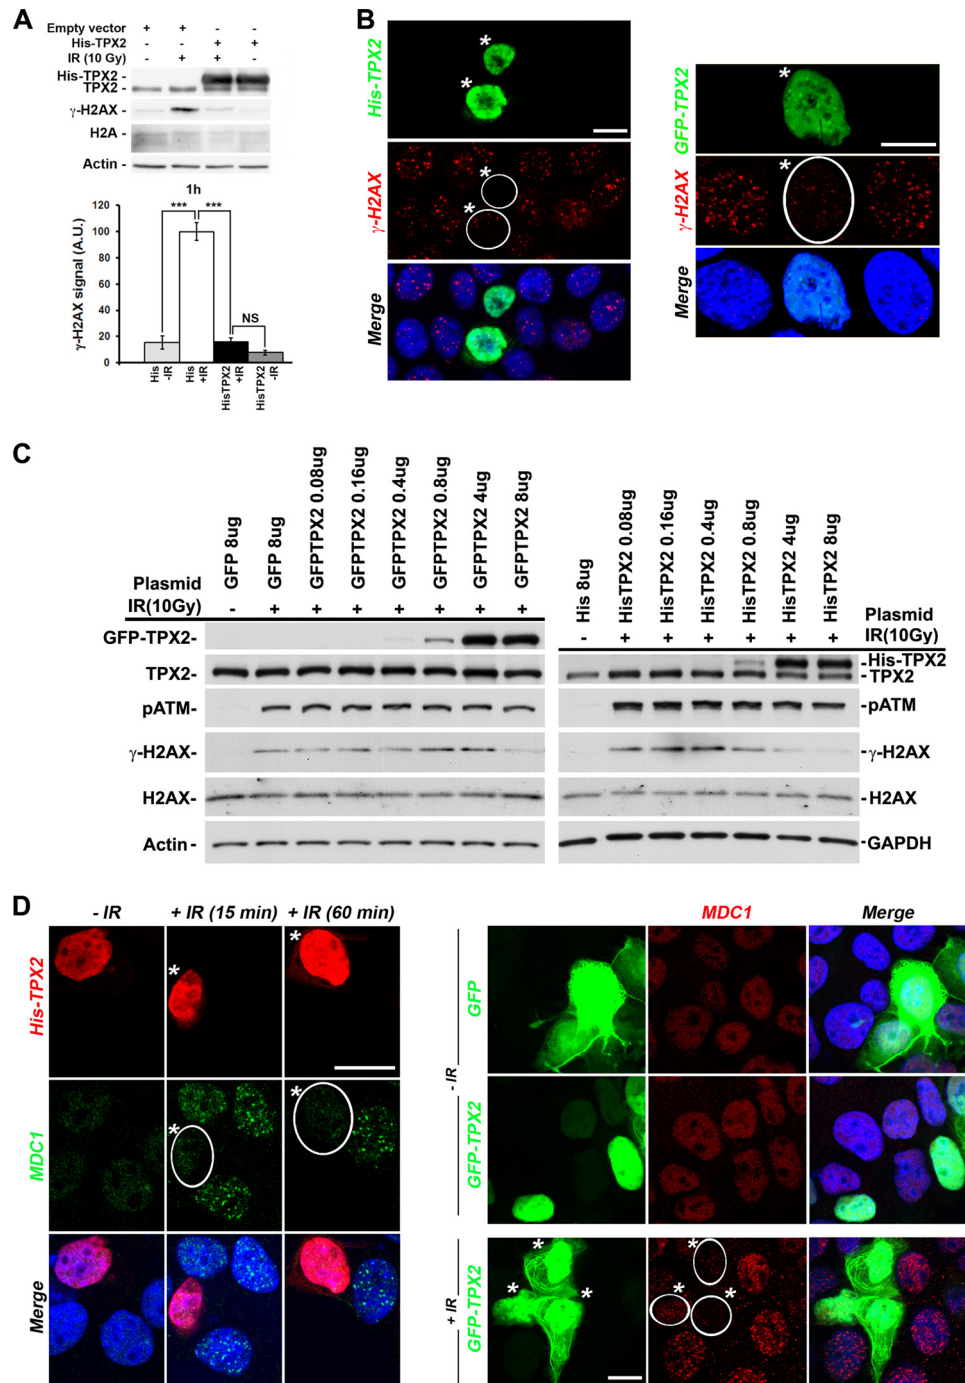 A
Empty vector + + - -
His-TPX2 - - + +
IR (10 Gy) - + + -
His-TPX2 -
TPX2 -
γ-H2AX -
H2A -
Actin -
1h
*** ***
NS
γ-H2AX signal (A.U.)
120
100
80
60
40
20
0
His -IR
His +IR
HisTPX2 +IR
HisTPX2 -IR
B
His-TPX2
*
*
γ-H2AX
*
*
Merge
GFP-TPX2
*
γ-H2AX
*
Merge
C
Plasmid
GFP 8ug
GFP 8ug
GFPTPX2 0.08ug
GFPTPX2 0.16ug
GFPTPX2 0.4ug
GFPTPX2 0.8ug
GFPTPX2 4ug
GFPTPX2 8ug
IR(10Gy) - + + + + + + +
GFP-TPX2-
TPX2-
pATM-
γ-H2AX-
H2AX-
Actin -
His 8ug
HisTPX2 0.08ug
HisTPX2 0.16ug
HisTPX2 0.4ug
HisTPX2 0.8ug
HisTPX2 4ug
HisTPX2 8ug
Plasmid
- + + + + + + IR(10Gy)
-His-TPX2
-TPX2
-pATM
-γ-H2AX
-H2AX
-GAPDH
D
- IR + IR (15 min) + IR (60 min)
His-TPX2
*
*
MDC1
*
*
Merge
MDC1 Merge
- IR
GFP
GFP-TPX2
+ IR
GFP-TPX2
* * *
* * *